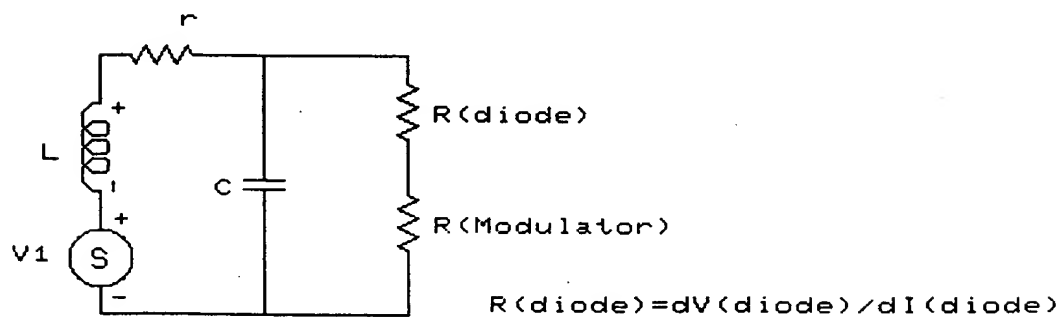 r
+
R(diode)
L
C
+
R(Modulator)
V1
S
-
R(diode)=dV(diode)/dI(diode)